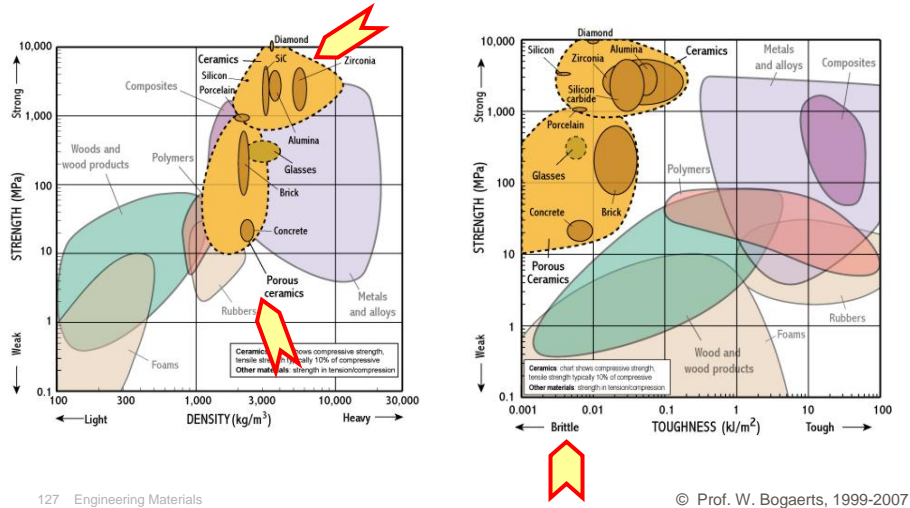 10,000
1,000
100
10
1
0.1
Strong
STRENGTH (MPa)
Weak
Diamond
SiC
Ceramics
Zirconia
Silicon
Porcelain
Composites
Alumina
Woods and
wood products
Polymers
Glasses
Brick
Concrete
Porous
ceramics
Rubbers
Metals
and alloys
Foams
Ceramics: shows compressive strength,
tensile strength typically 10% of compressive
Other materials: strength in tension/compression
100
300
1,000
3,000
10,000
30,000
Light
DENSITY (kg/m3)
Heavy
10,000
1,000
100
10
1
0.1
Strong
STRENGTH (MPa)
Weak
Diamond
Silicon
Zirconia
Alumina
Ceramics
Metals
and alloys
Composites
Silicon
carbide
Porcelain
Glasses
Polymers
Concrete
Brick
Porous
Ceramics
Rubbers
Foams
Wood and
wood products
Ceramics: chart shows compressive strength,
tensile strength typically 10% of compressive
Other materials: strength in tension/compression
0.001
0.01
0.1
1
10
100
Brittle
TOUGHNESS (kJ/m2)
Tough
127 Engineering Materials
© Prof. W. Bogaerts, 1999-2007